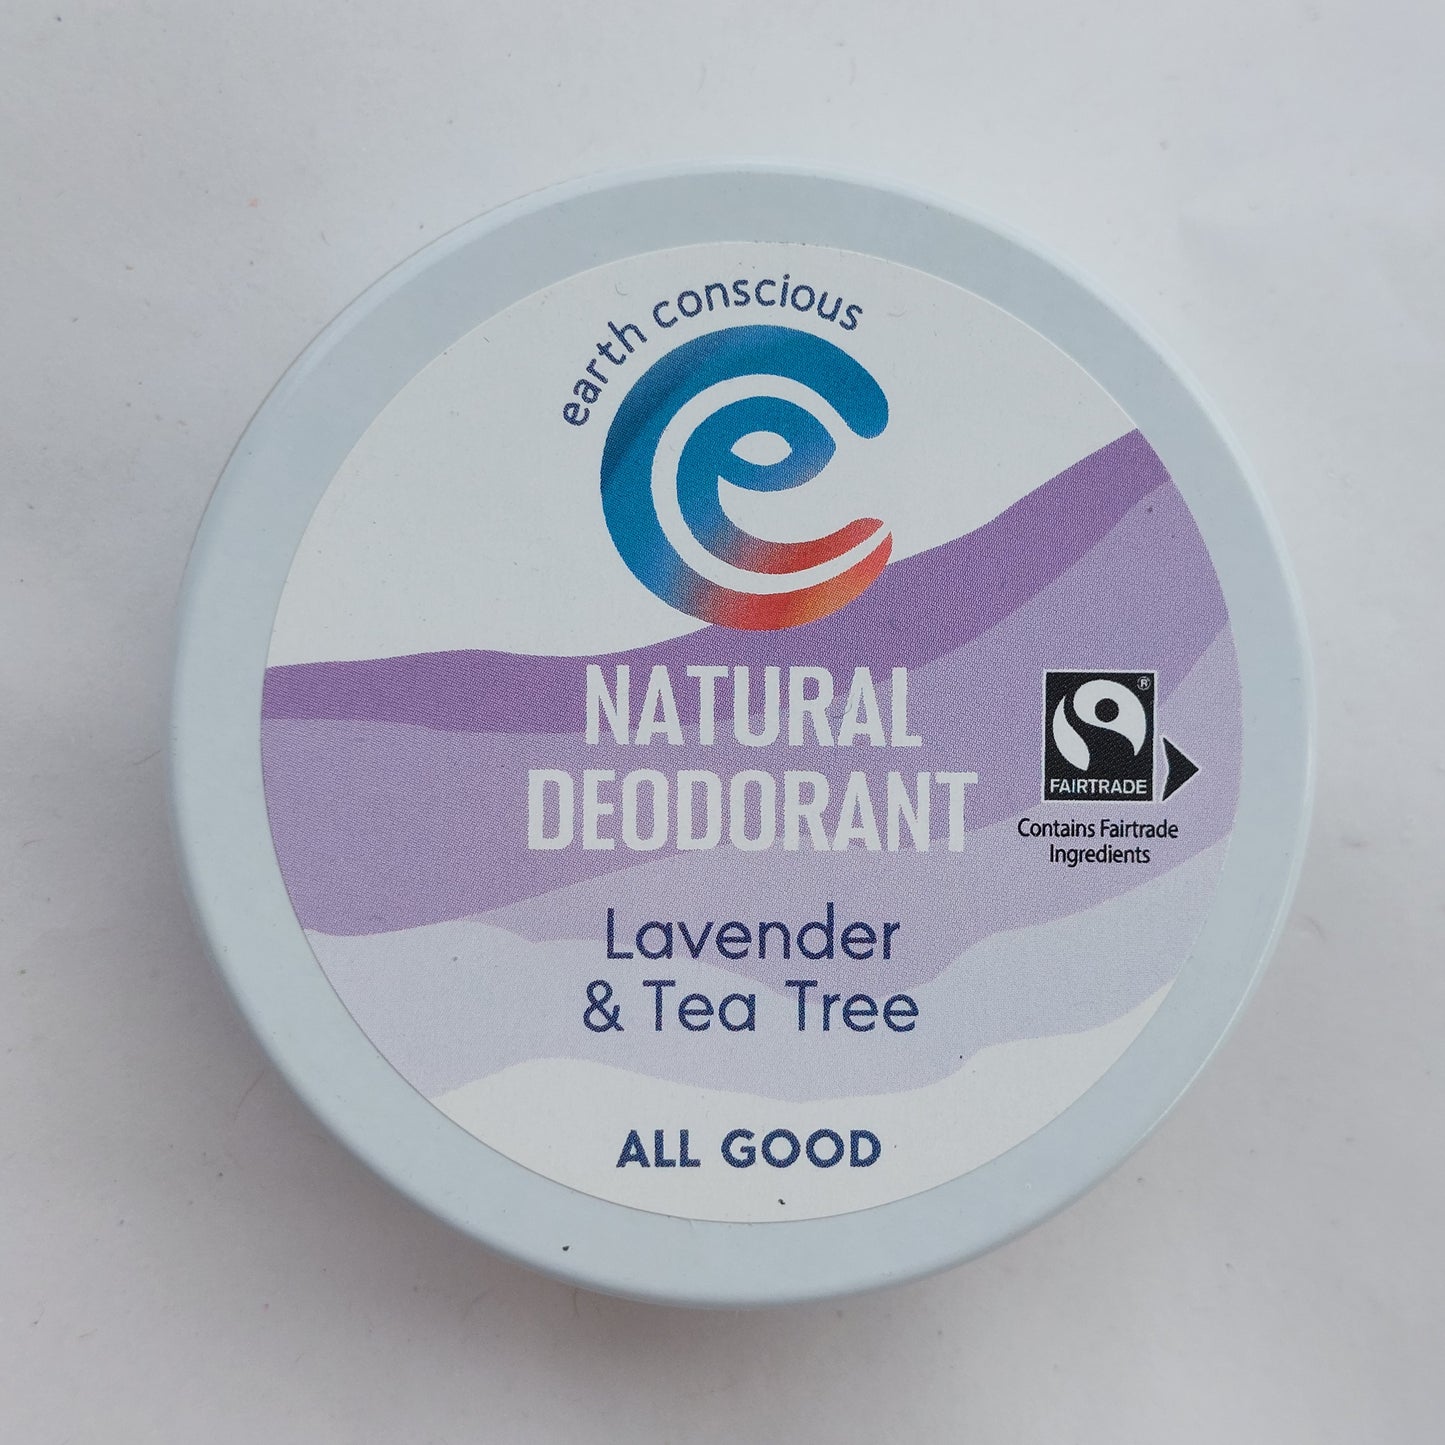 earth conscious
NATURAL
DEODORANT
®
FAIRTRADE
Contains Fairtrade
Ingredients
Lavender
& Tea Tree
ALL GOOD